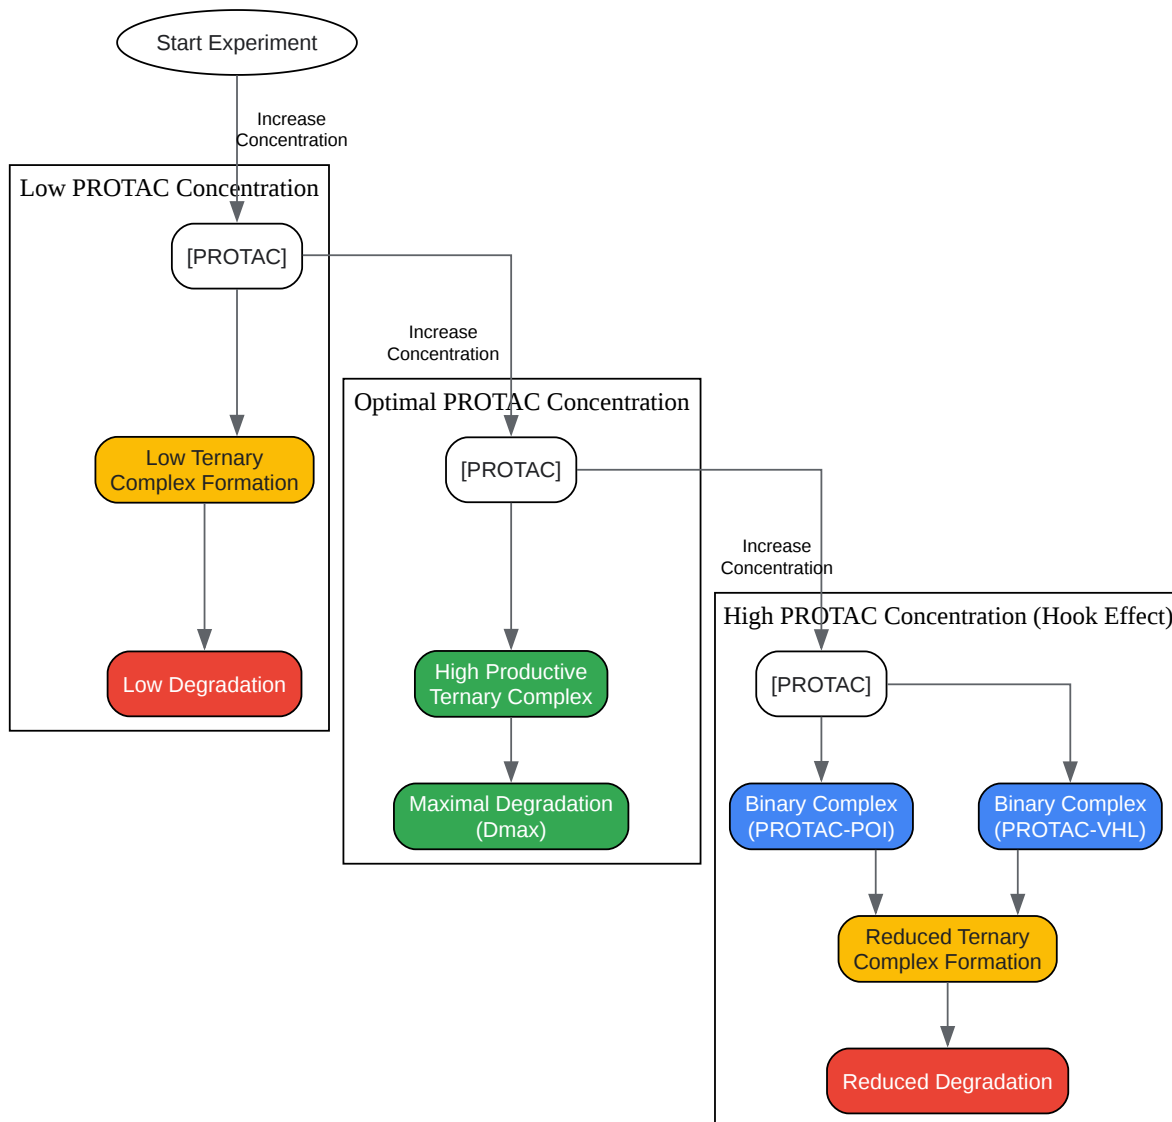 Start Experiment
Increase
Concentration
Low PROTAC Concentration
[PROTAC]
Increase
Concentration
Optimal PROTAC Concentration
Low Ternary
Complex Formation
[PROTAC]
Increase
Concentration
High PROTAC Concentration (Hook Effect)
Low Degradation
High Productive
Ternary Complex
[PROTAC]
Maximal Degradation
(Dmax)
Binary Complex
(PROTAC-POI)
Binary Complex
(PROTAC-VHL)
Reduced Ternary
Complex Formation
Reduced Degradation